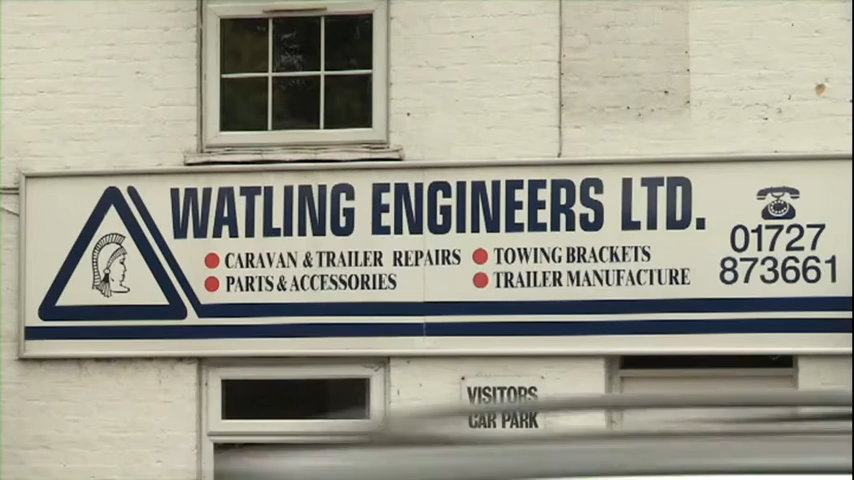 WATLING ENGINEERS LTD.
CARAVAN & TRAILER REPAIRS
PARTS & ACCESSORIES
TOWING BRACKETS
TRAILER MANUFACTURE
01727
873661
VISITORS
CAR PARK